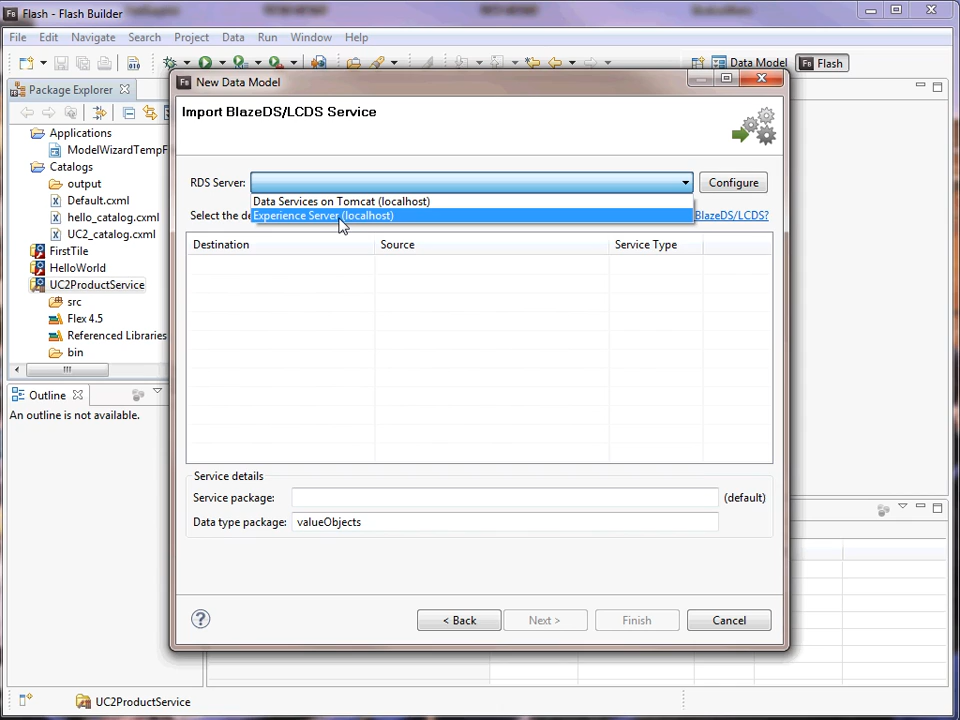 Flash - Flash Builder
File Edit Navigate Search Project Data Run Window Help
Data Model Flash
Package Explorer
New Data Model
Import BlazeDS/LCDS Service
Applications
ModelWizardTempF
Catalogs
output
Default.cxml
hello_catalog.cxml
UC2_catalog.cxml
FirstTile
HelloWorld
UC2ProductService
src
Flex 4.5
Referenced Libraries
bin
RDS Server:
Configure
Data Services on Tomcat (localhost)
Experience Server (localhost)
Select the de
BlazeDS/LCDS?
Destination Source Service Type
Outline
An outline is not available.
Service details
Service package:
(default)
Data type package: valueObjects
< Back Next > Finish Cancel
UC2ProductService